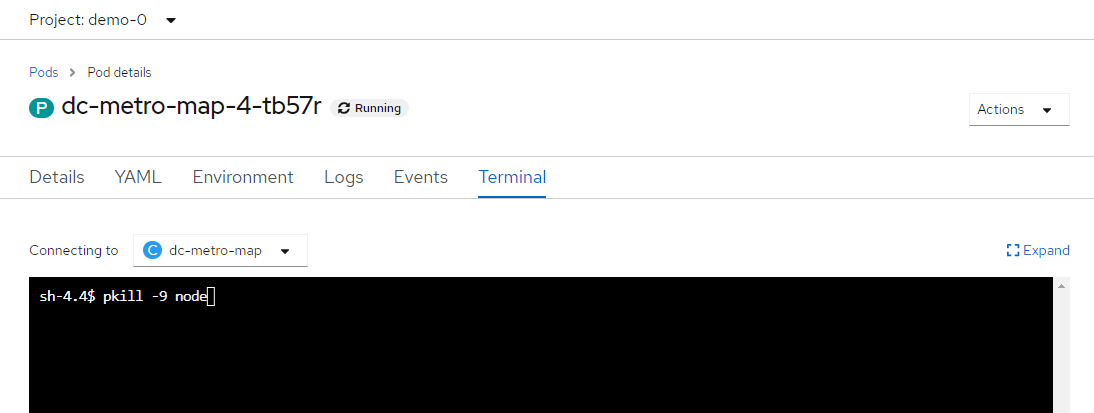 Project: demo-0
Pods > Pod details
P dc-metro-map-4-tb57r Running
Actions
Details YAML Environment Logs Events Terminal
Connecting to C dc-metro-map Expand
sh-4.4$ pkill -9 node